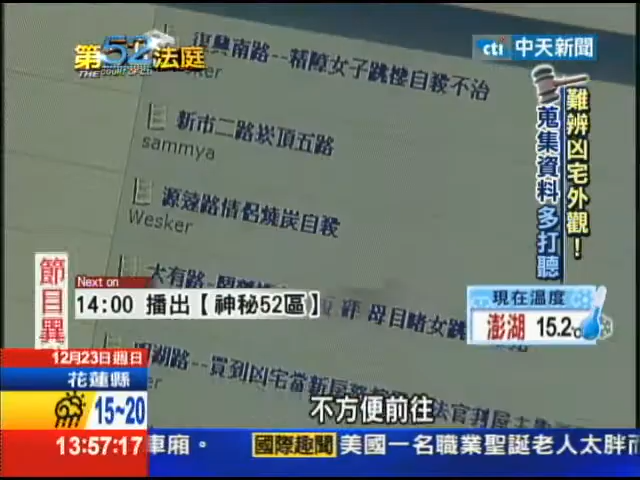 第52法庭
THE
cti 中天新聞
難辨凶宅外觀！
蒐集資料多打聽
復興南路--精障女子跳樓自殺不治
sker
新市二路崁頂五路
sammya
源遠路情侶燒炭自殺
Wesker
大有路--
母目睹女跳
買到凶宅當新房
er
節目異
Next on
14:00 播出【神秘52區】
現在溫度
澎湖 15.2℃
12月23日週日
花蓮縣
15~20
13:57:17
不方便前往
車廂。 國際趣聞 美國一名職業聖誕老人太胖